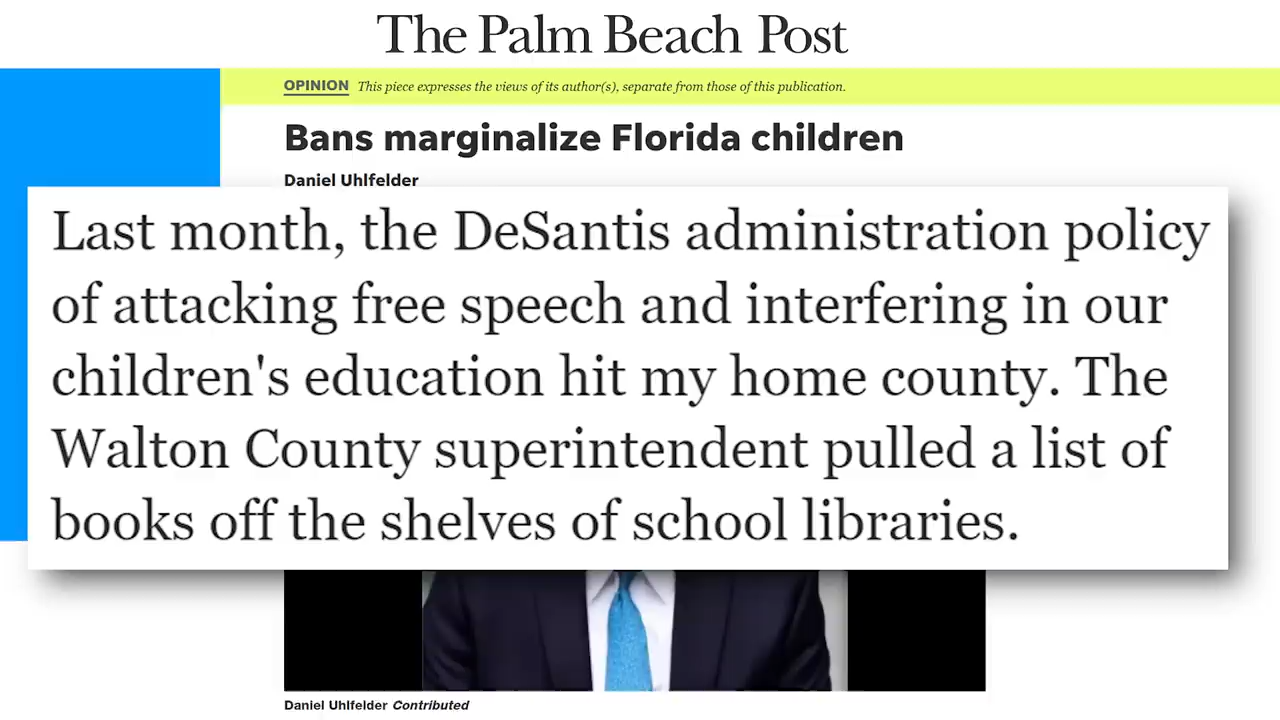 The Palm Beach Post
OPINION This piece expresses the views of its author(s), separate from those of this publication.
Bans marginalize Florida children
Daniel Uhlfelder
Last month, the DeSantis administration policy
of attacking free speech and interfering in our
children's education hit my home county. The
Walton County superintendent pulled a list of
books off the shelves of school libraries.
Daniel Uhlfelder Contributed